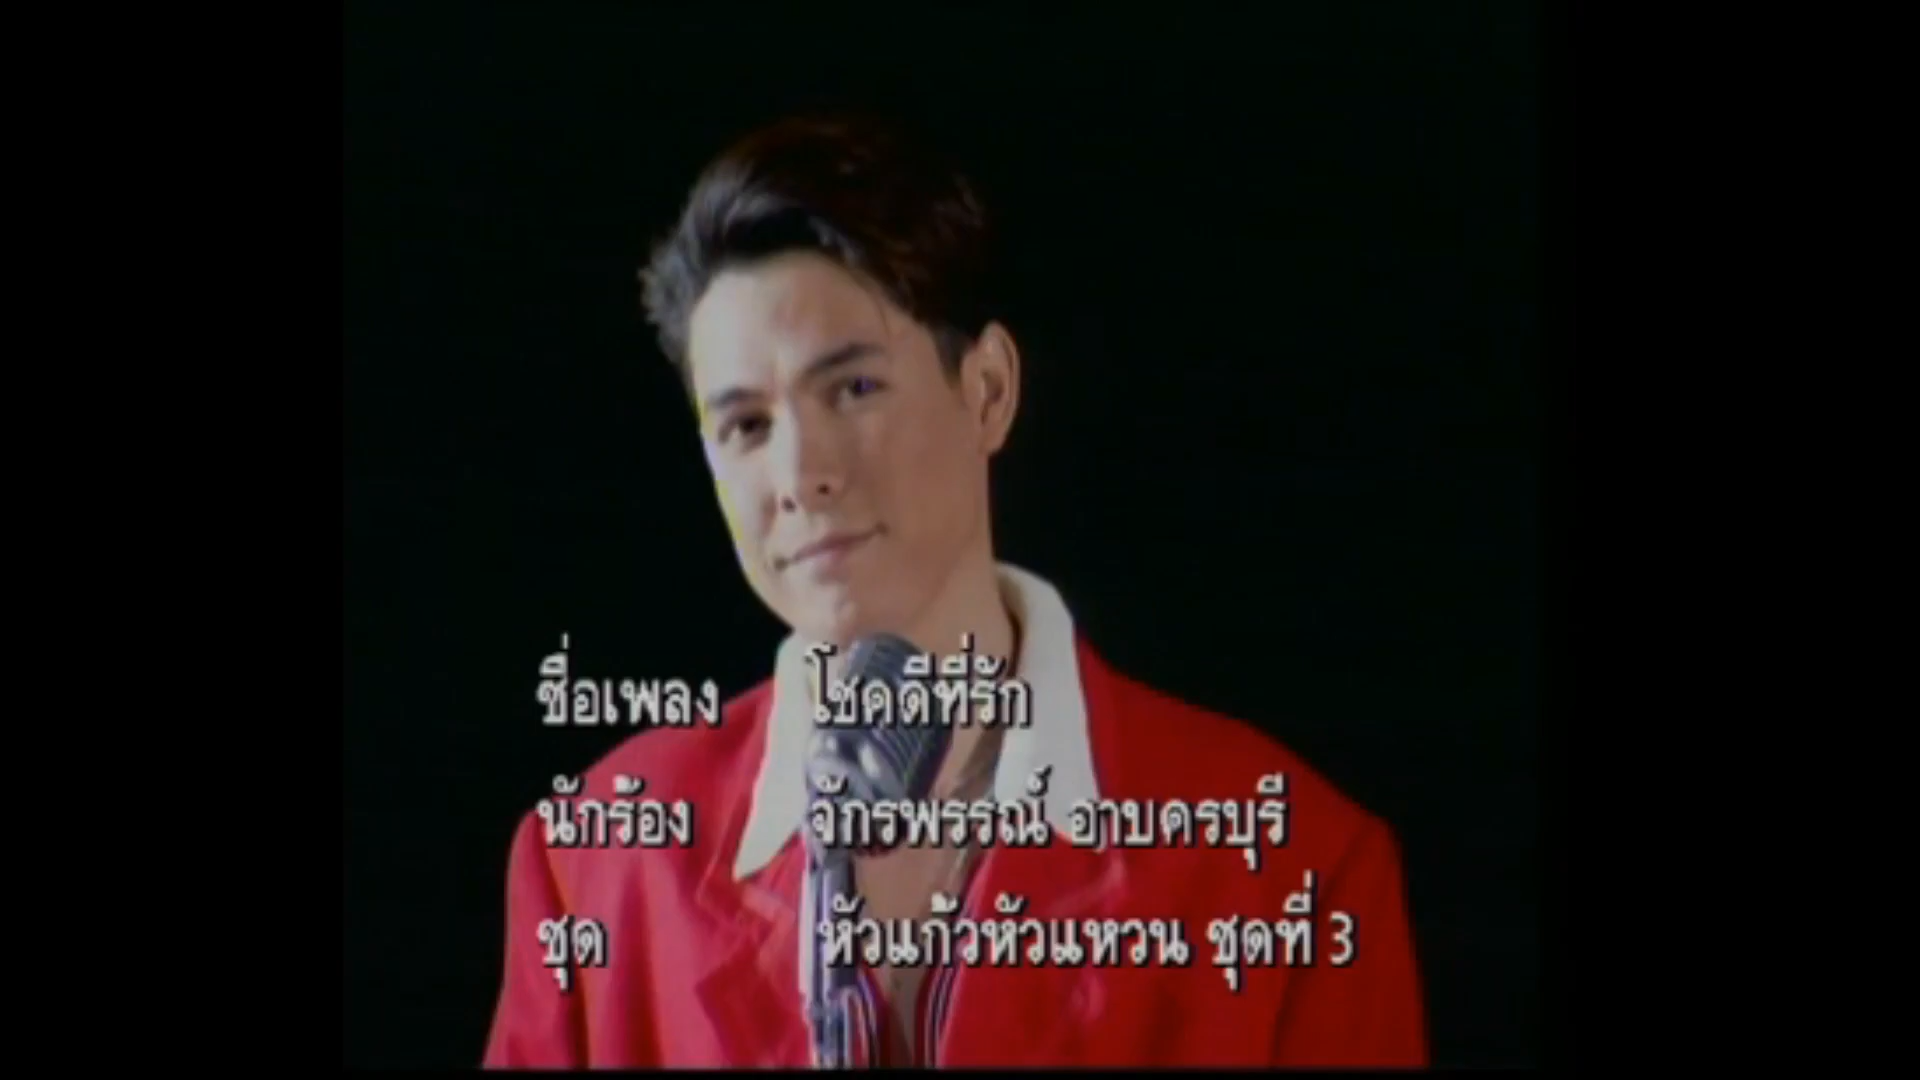 ชื่อเพลง โชคดีที่รัก
นักร้อง จักรพรรณ์ อาบครบุรี
ชุด หัวแก้วหัวแหวน ชุดที่ 3